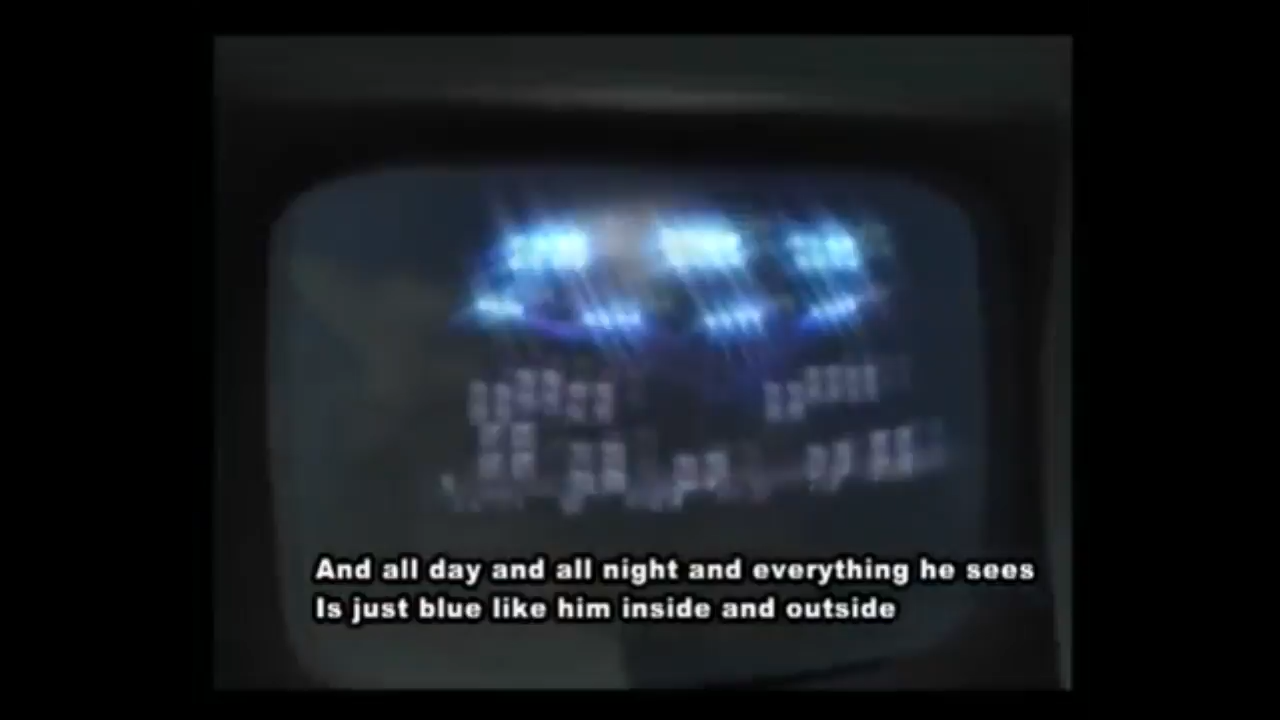 And all day and all night and everything he sees
Is just blue like him inside and outside